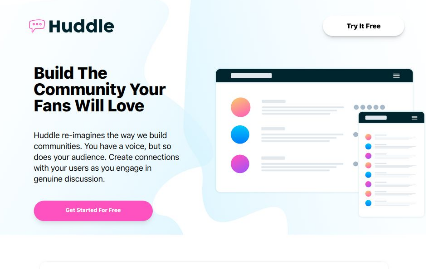 Huddle
Try It Free
Build The
Community Your
Fans Will Love
Huddle re-imagines the way we build
communities. You have a voice, but so
does your audience. Create connections
with your users as you engage in
genuine discussion.
Get Started For Free